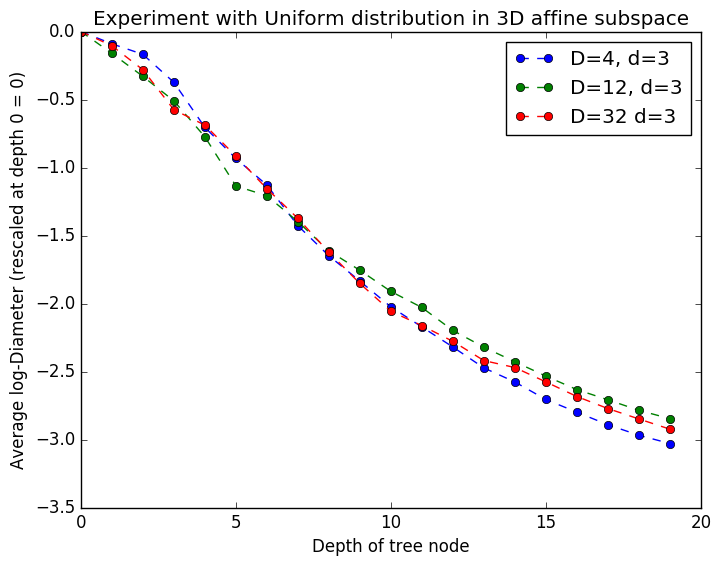 Experiment with Uniform distribution in 3D affine subspace
D=4, d=3
D=12, d=3
D=32 d=3
Average log-Diameter (rescaled at depth 0 = 0)
0.0
−0.5
−1.0
−1.5
−2.0
−2.5
−3.0
−3.5
0 5 10 15 20
Depth of tree node